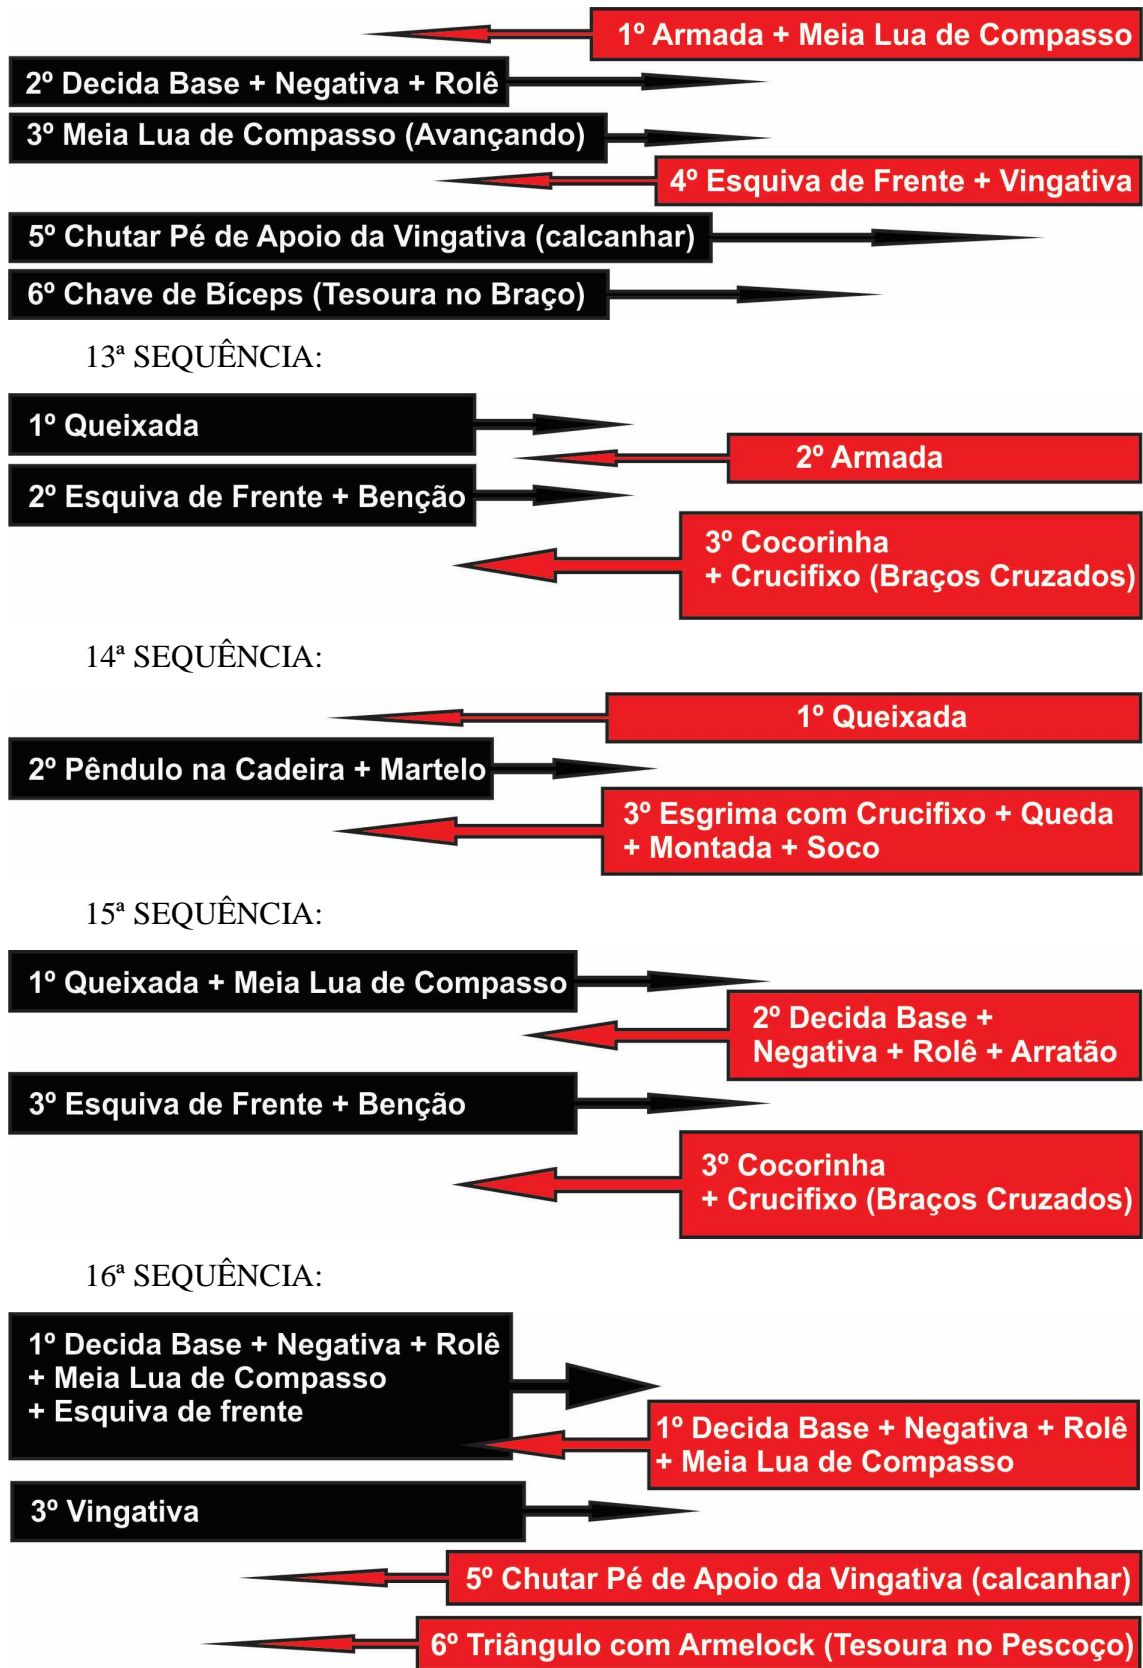 1º Armada + Meia Lua de Compasso
2º Decida Base + Negativa + Rolê
3º Meia Lua de Compasso (Avançando)
4º Esquiva de Frente + Vingativa
5º Chutar Pé de Apoio da Vingativa (calcanhar)
6º Chave de Bíceps (Tesoura no Braço)
13ª SEQUÊNCIA:
1º Queixada
2º Armada
2º Esquiva de Frente + Benção
3º Cocorinha
+ Crucifixo (Braços Cruzados)
14ª SEQUÊNCIA:
1º Queixada
2º Pêndulo na Cadeira + Martelo
3º Esgrima com Crucifixo + Queda
+ Montada + Soco
15ª SEQUÊNCIA:
1º Queixada + Meia Lua de Compasso
2º Decida Base +
Negativa + Rolê + Arratão
3º Esquiva de Frente + Benção
3º Cocorinha
+ Crucifixo (Braços Cruzados)
16ª SEQUÊNCIA:
1º Decida Base + Negativa + Rolê
+ Meia Lua de Compasso
+ Esquiva de frente
1º Decida Base + Negativa + Rolê
+ Meia Lua de Compasso
3º Vingativa
5º Chutar Pé de Apoio da Vingativa (calcanhar)
6º Triângulo com Armelock (Tesoura no Pescoço)